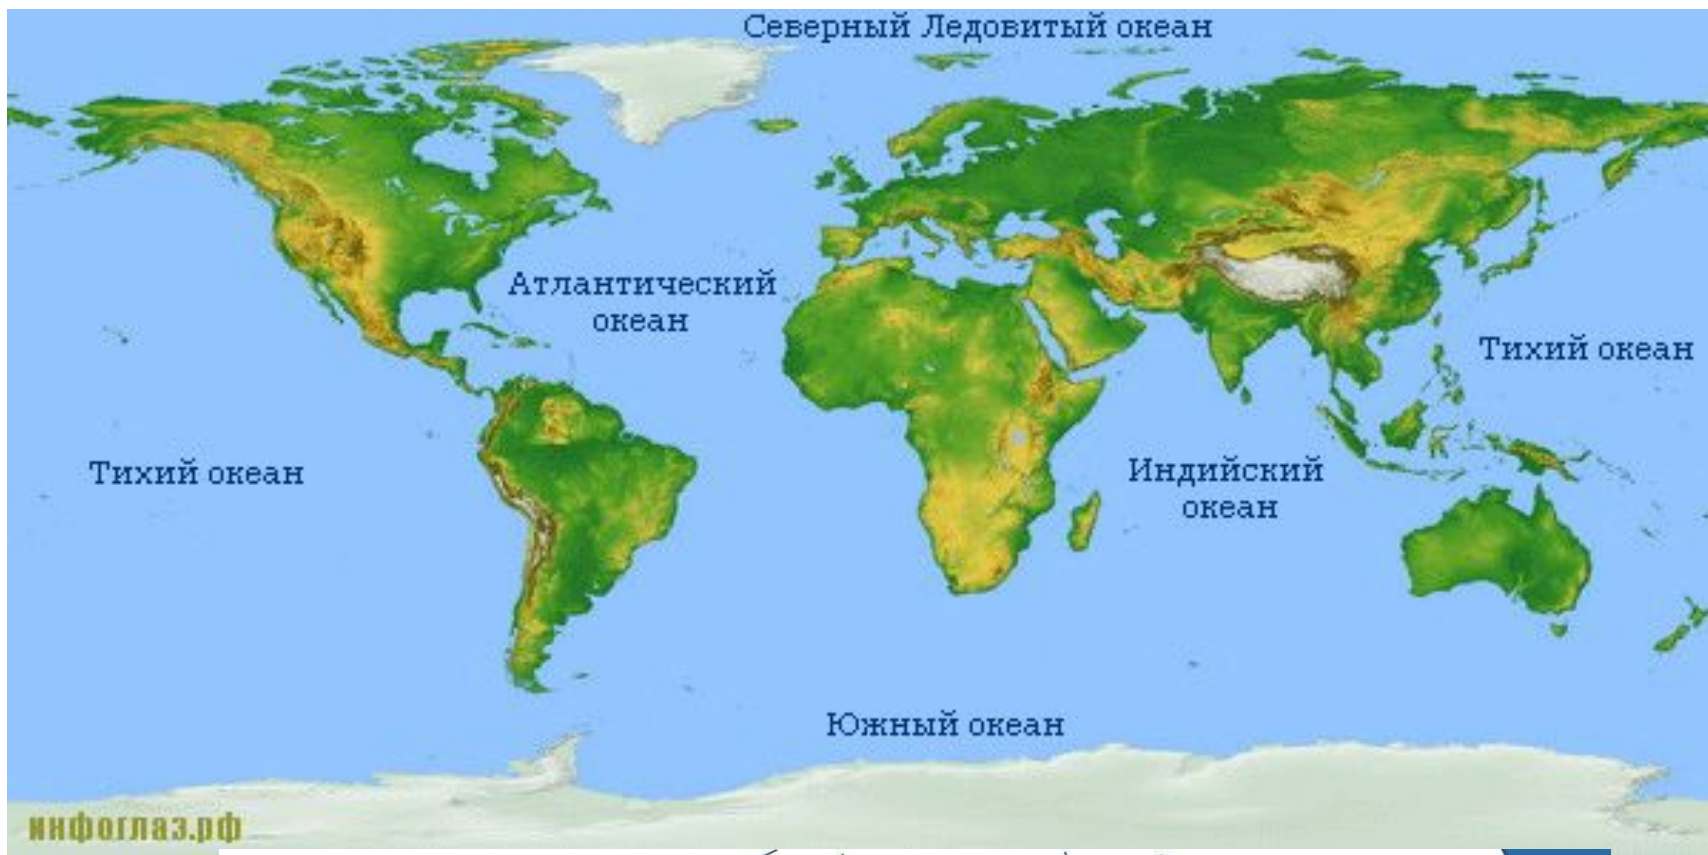 Северный Ледовитый океан
Атлантический
океан
Тихий океан
Тихий океан
Индийский
океан
Южный океан
инфоглаз.рф